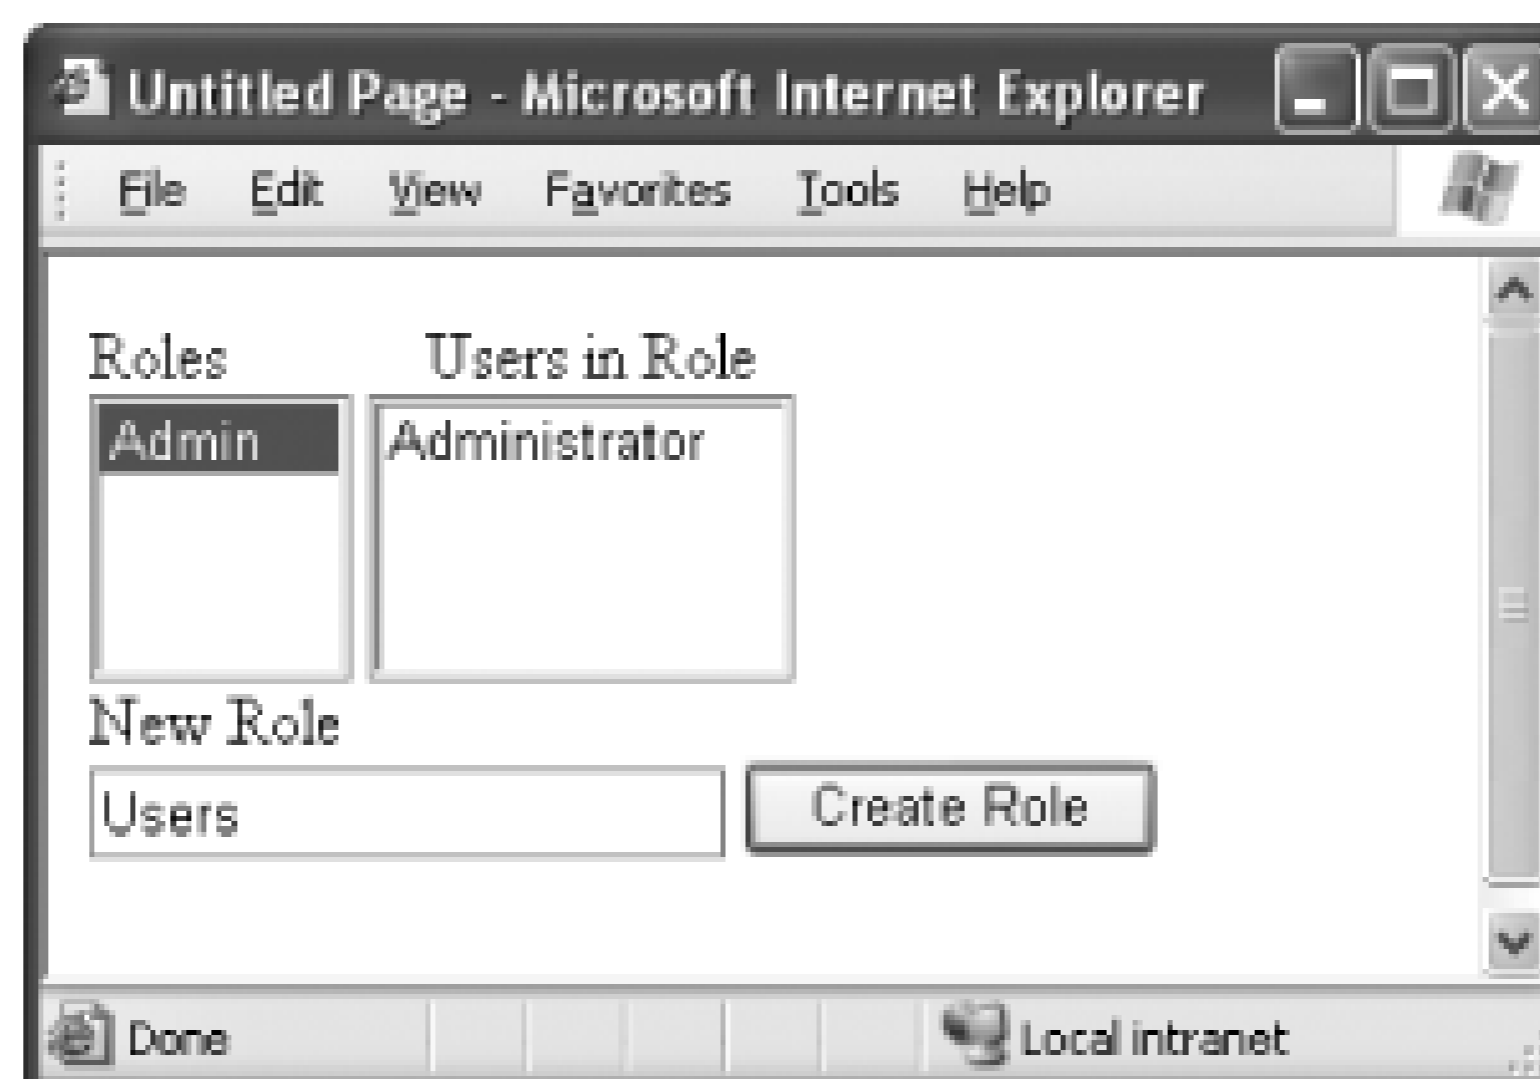 Untitled Page - Microsoft Internet Explorer
File Edit View Favorites Tools Help
Roles Users in Role
Admin Administrator
New Role
Users Create Role
Done Local intranet